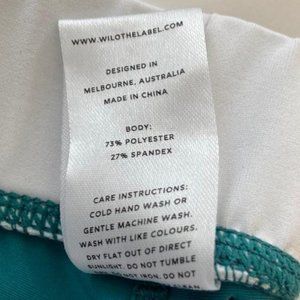 WWW.WILOTHELABEL.COM
DESIGNED IN
MELBOURNE, AUSTRALIA
MADE IN CHINA
BODY:
73% POLYESTER
27% SPANDEX
CARE INSTRUCTIONS:
COLD HAND WASH OR
GENTLE MACHINE WASH.
WASH WITH LIKE COLOURS.
DRY FLAT OUT OF DIRECT
SUNLIGHT. DO NOT TUMBLE
DO NOT IRON. DO NOT